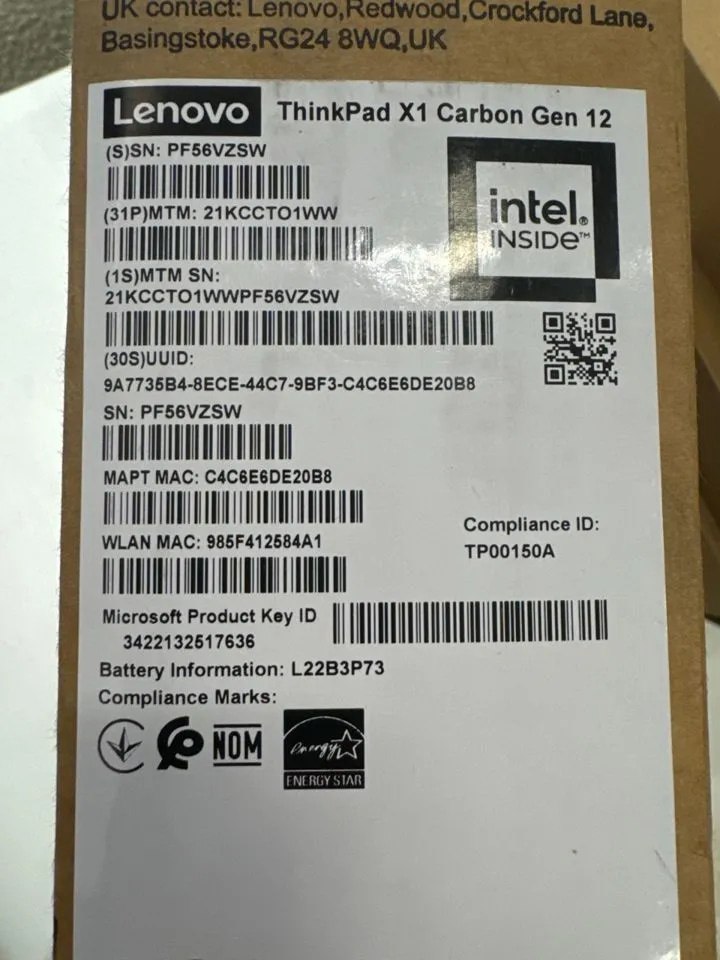 UK contact: Lenovo,Redwood,Crockford Lane,
Basingstoke,RG24 8WQ,UK
Lenovo ThinkPad X1 Carbon Gen 12
(S)SN: PF56VZSW
(31P)MTM: 21KCCTO1WW
intel®
INSIDE™
(1S)MTM SN:
21KCCTO1WWPF56VZSW
(30S)UUID:
9A7735B4-8ECE-44C7-9BF3-C4C6E6DE20B8
SN: PF56VZSW
MAPT MAC: C4C6E6DE20B8
WLAN MAC: 985F412584A1
Compliance ID:
TP00150A
Microsoft Product Key ID
3422132517636
Battery Information: L22B3P73
Compliance Marks:
NOM
energy
ENERGY STAR